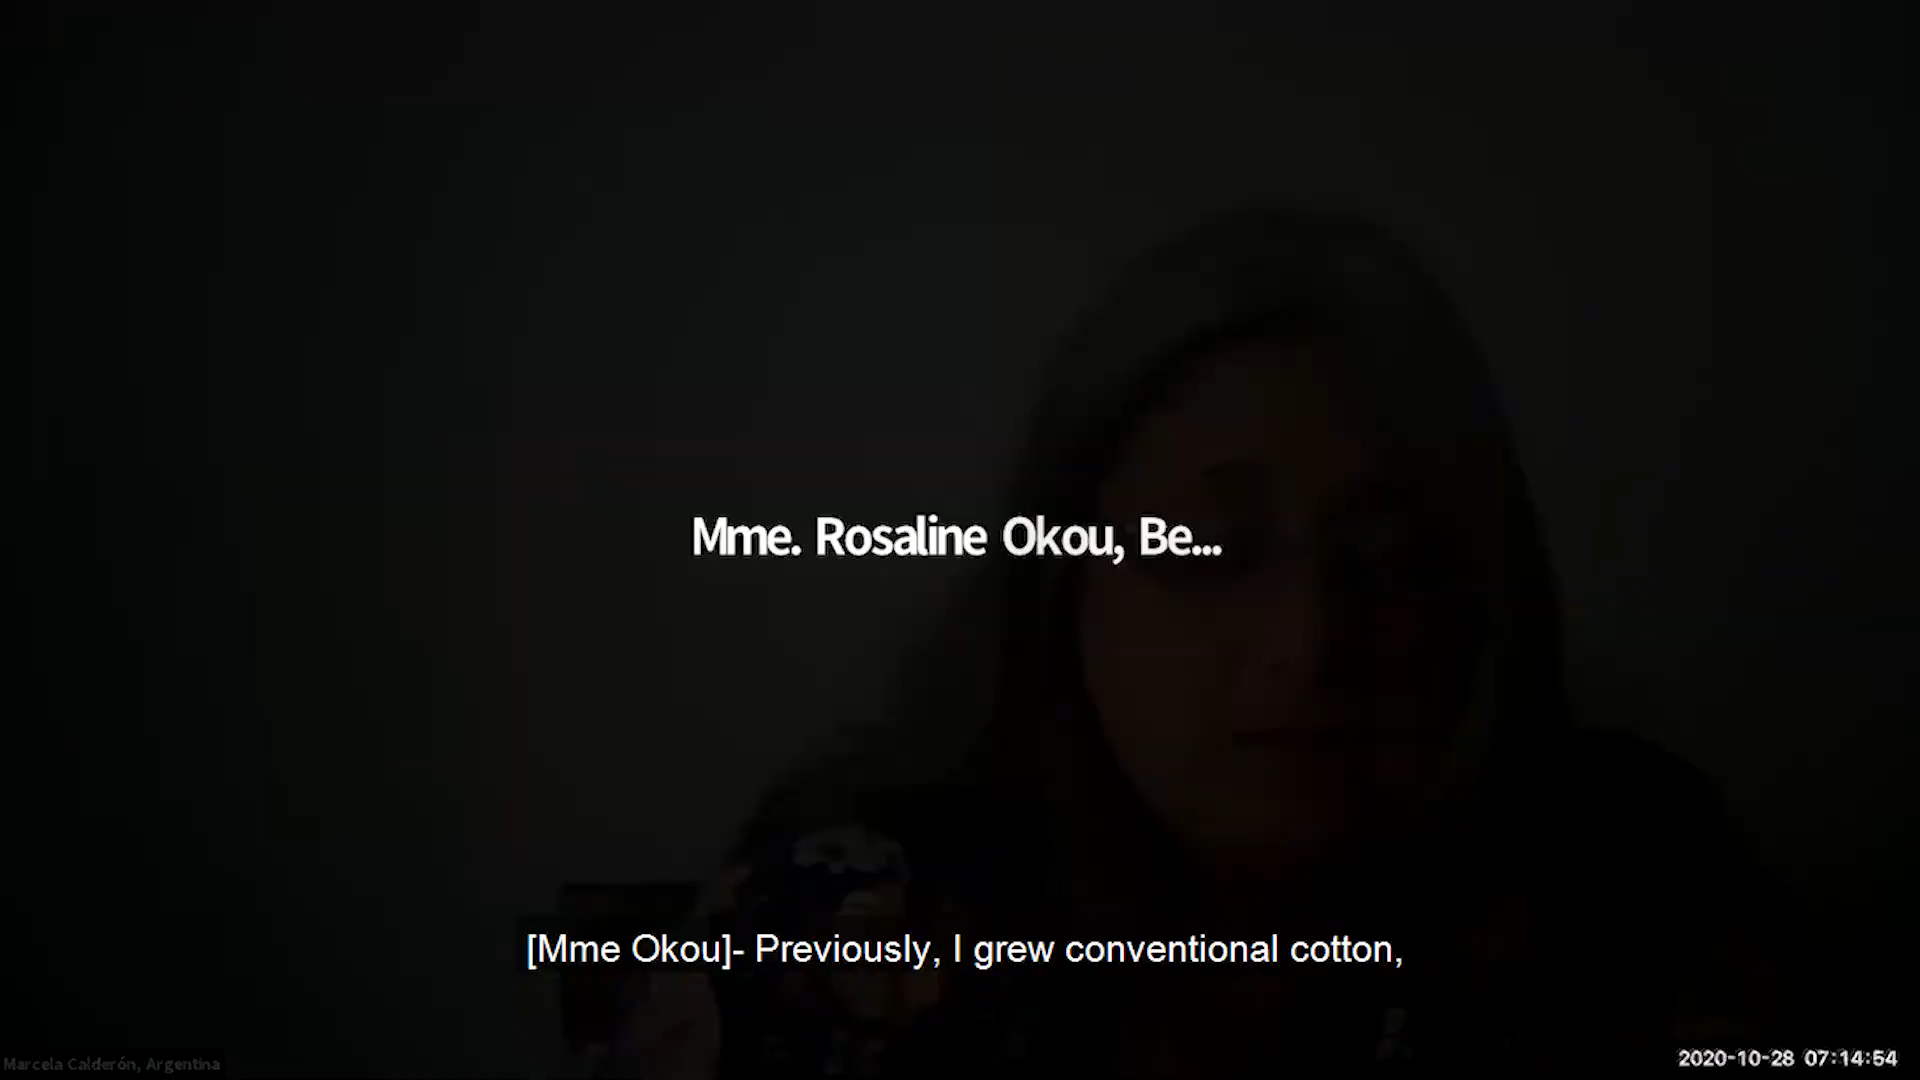 Mme. Rosaline Okou, Be...
[Mme Okou]- Previously, I grew conventional cotton,
Marcela Calderón, Argentina
2020-10-28 07:14:54